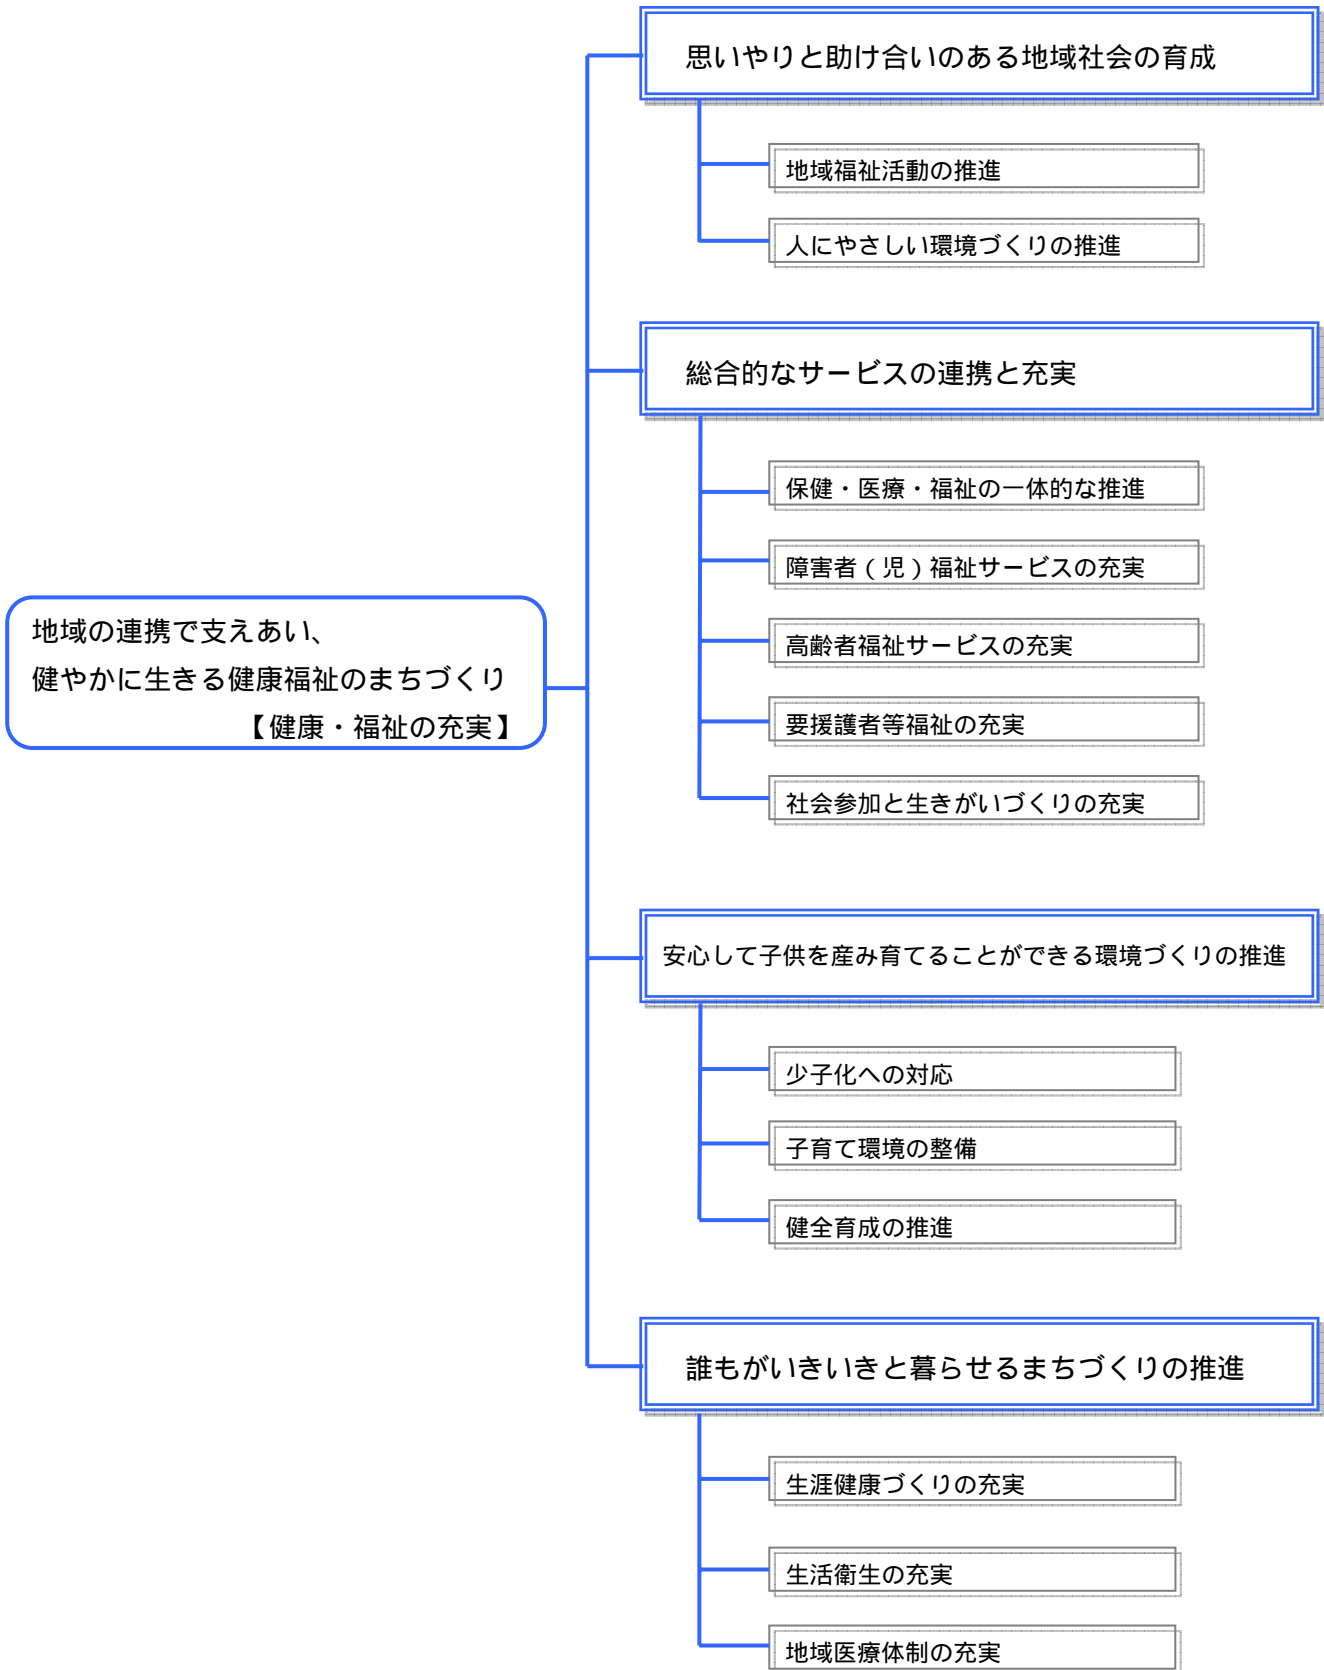 思いやりと助け合いのある地域社会の育成
地域福祉活動の推進
人にやさしい環境づくりの推進
総合的なサービスの連携と充実
保健・医療・福祉の一体的な推進
障害者（児）福祉サービスの充実
高齢者福祉サービスの充実
要援護者等福祉の充実
社会参加と生きがいづくりの充実
地域の連携で支えあい、
健やかに生きる健康福祉のまちづくり
【健康・福祉の充実】
安心して子供を産み育てることができる環境づくりの推進
少子化への対応
子育て環境の整備
健全育成の推進
誰もがいきいきと暮らせるまちづくりの推進
生涯健康づくりの充実
生活衛生の充実
地域医療体制の充実